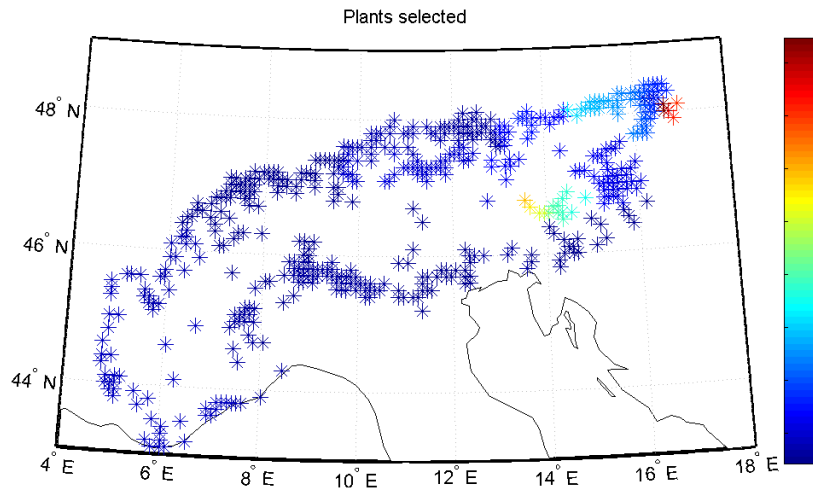 Plants selected
48° N
46° N
44° N
4° E
6° E
8° E
10° E
12° E
14° E
16° E
18° E